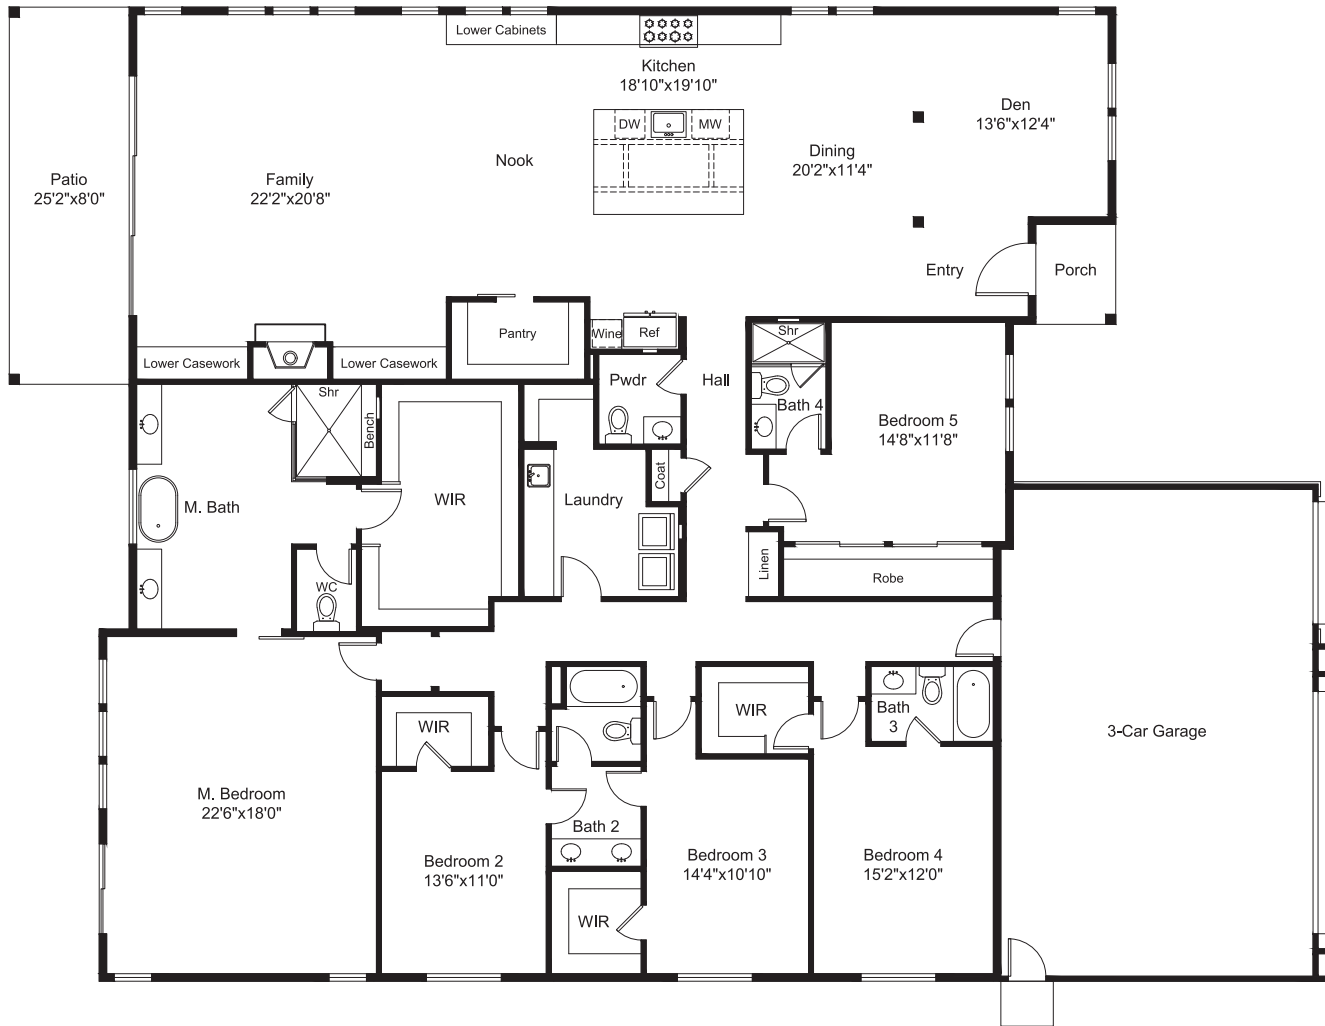 Lower Cabinets
Kitchen
18'10"x19'10"
Den
13'6"x12'4"
DW
MW
Nook
Dining
20'2"x11'4"
Patio
25'2"x8'0"
Family
22'2"x20'8"
Entry
Porch
Pantry
Wine
Ref
Shr
Lower Casework
Lower Casework
Pwdr
Hall
Shr
Bench
Bath 4
Bedroom 5
14'8"x11'8"
Coat
M. Bath
WIR
Laundry
Linen
Robe
WC
WIR
WIR
Bath
3
3-Car Garage
M. Bedroom
22'6"x18'0"
Bath 2
Bedroom 2
13'6"x11'0"
Bedroom 3
14'4"x10'10"
Bedroom 4
15'2"x12'0"
WIR